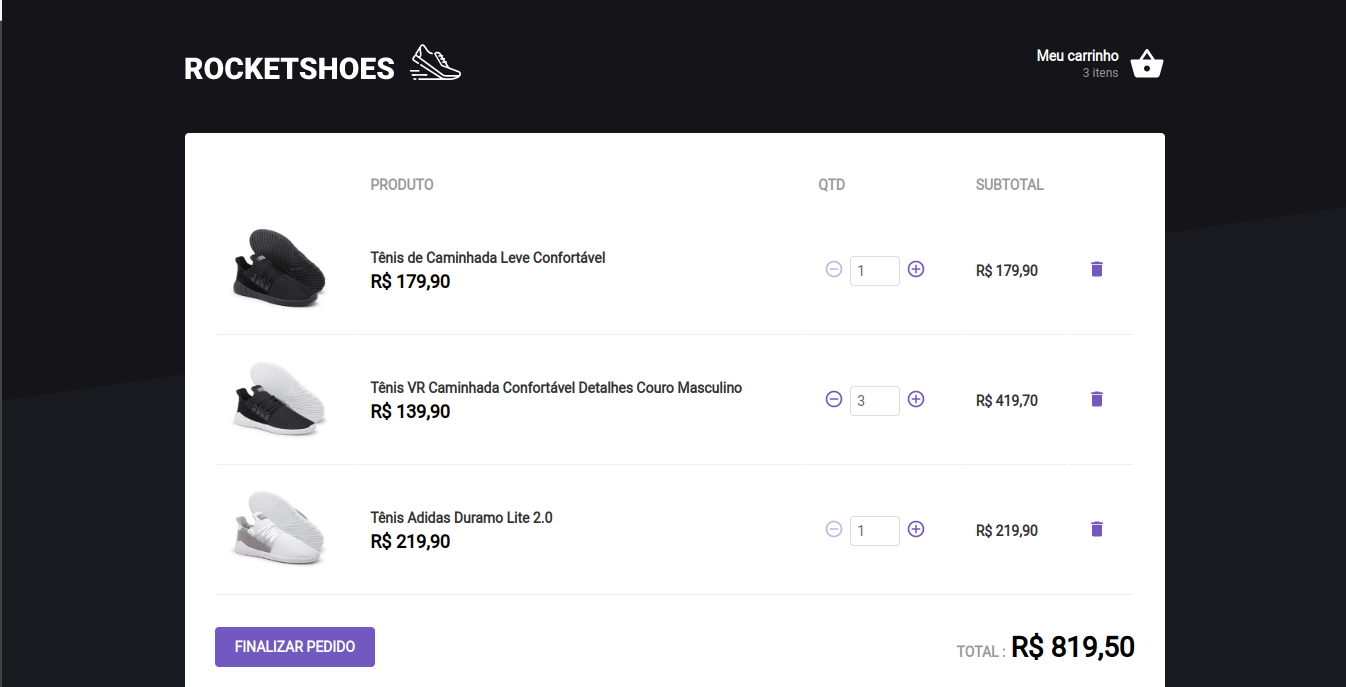 ROCKETSHOES
Meu carrinho
3 itens
PRODUTO QTD SUBTOTAL
Tênis de Caminhada Leve Confortável
R$ 179,90
1
R$ 179,90
Tênis VR Caminhada Confortável Detalhes Couro Masculino
R$ 139,90
3
R$ 419,70
Tênis Adidas Duramo Lite 2.0
R$ 219,90
1
R$ 219,90
FINALIZAR PEDIDO
TOTAL : R$ 819,50